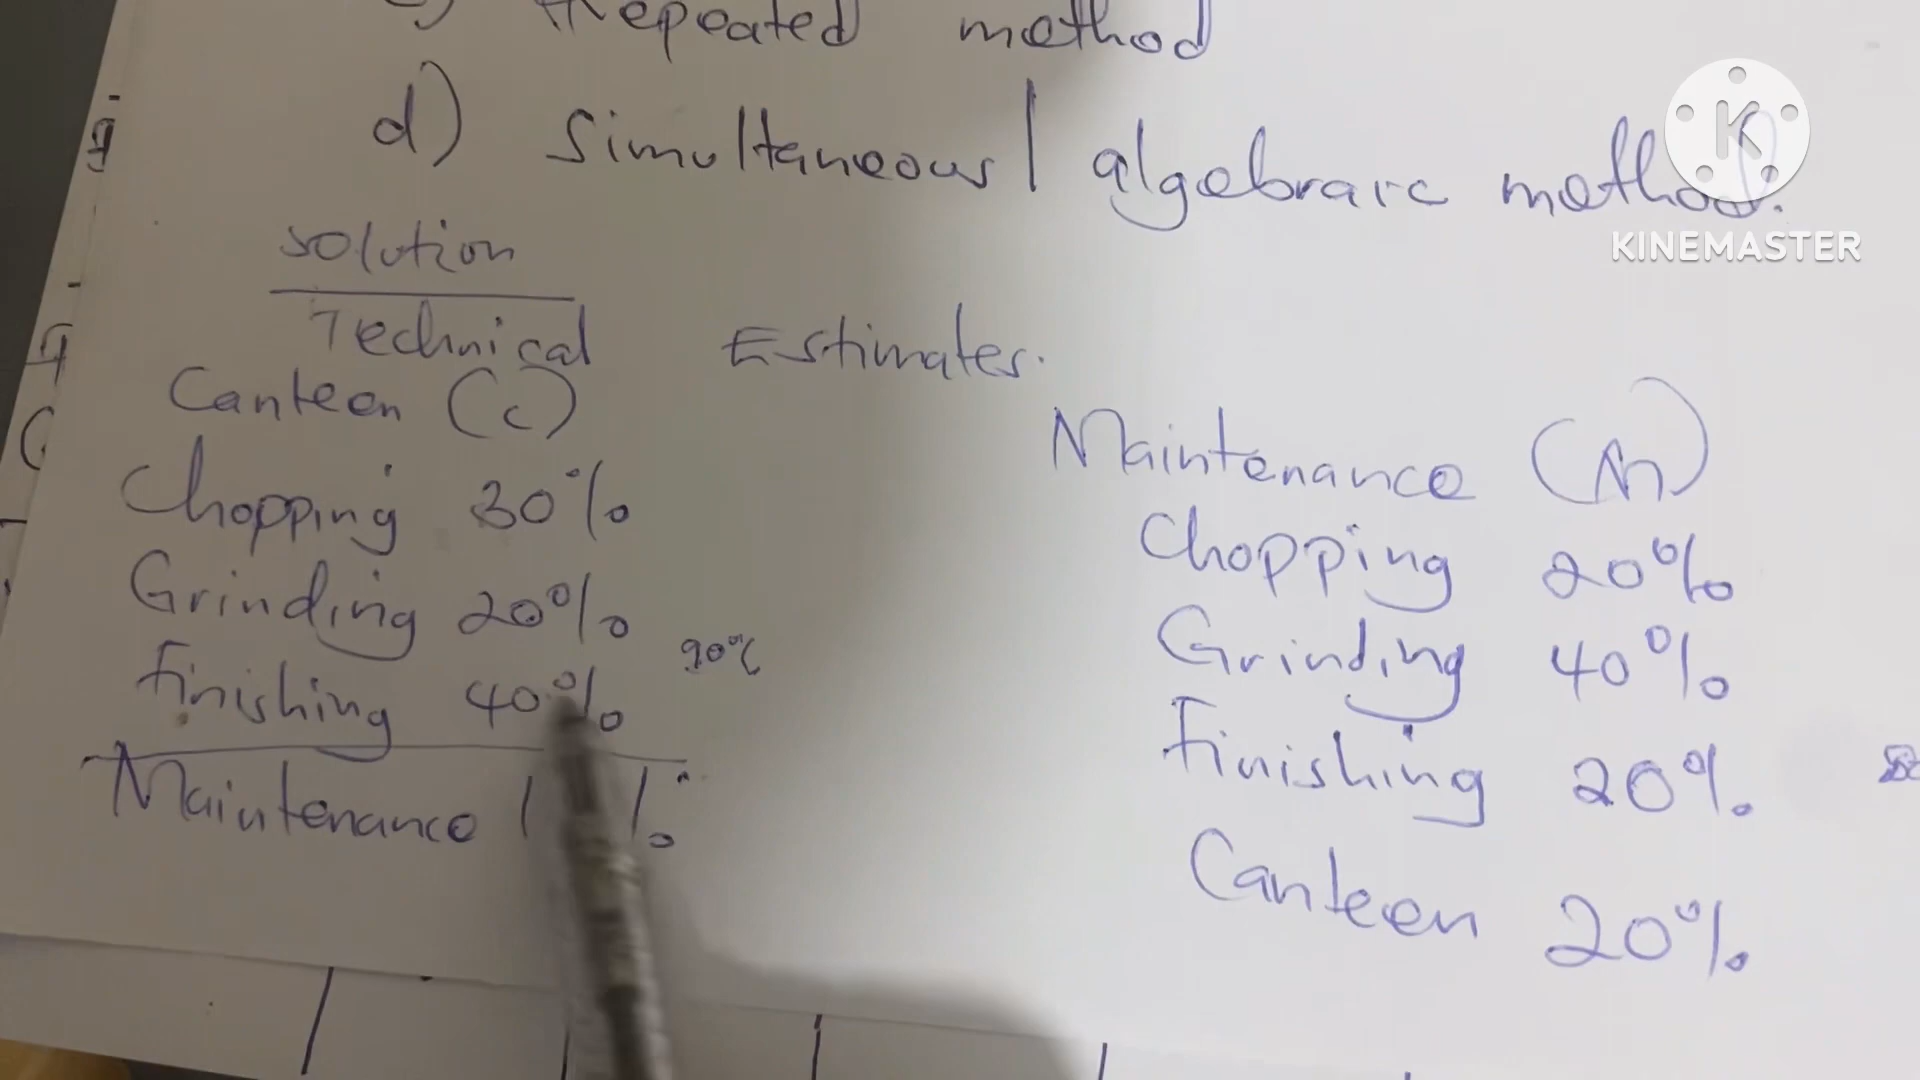 Repeated method
d) Simultaneous / algebraic method.
KINEMASTER
Solution
Technical Estimates.
Canteen (C)
Chopping 30%
Grinding 20%
90%
Finishing 40%
Maintenance
Maintenance (M)
Chopping 20%
Grinding 40%
Finishing 20%
Canteen 20%